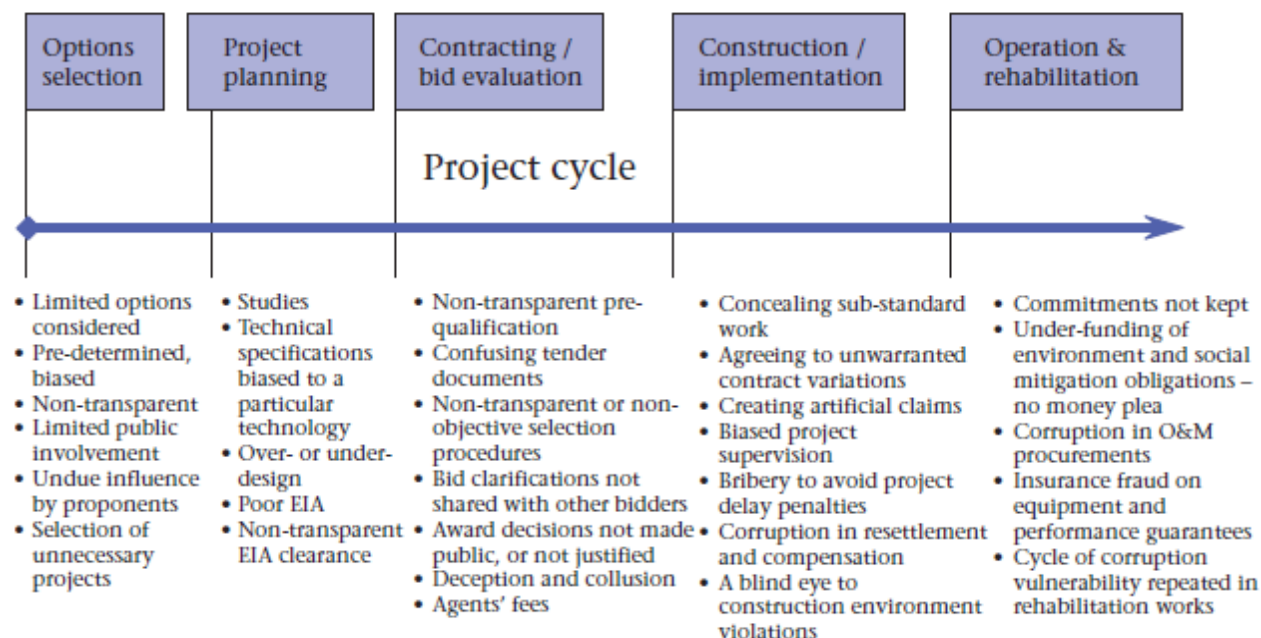 Options
selection
Project
planning
Contracting /
bid evaluation
Construction /
implementation
Operation &
rehabilitation
Project cycle
• Limited options
considered
• Pre-determined,
biased
• Non-transparent
• Limited public
involvement
• Undue influence
by proponents
• Selection of
unnecessary
projects
• Studies
• Technical
specifications
biased to a
particular
technology
• Over- or under-
design
• Poor EIA
• Non-transparent
EIA clearance
• Non-transparent pre-
qualification
• Confusing tender
documents
• Non-transparent or non-
objective selection
procedures
• Bid clarifications not
shared with other bidders
• Award decisions not made
public, or not justified
• Deception and collusion
• Agents' fees
• Concealing sub-standard
work
• Agreeing to unwarranted
contract variations
• Creating artificial claims
• Biased project
supervision
• Bribery to avoid project
delay penalties
• Corruption in resettlement
and compensation
• A blind eye to
construction environment
violations
• Commitments not kept
• Under-funding of
environment and social
mitigation obligations –
no money plea
• Corruption in O&M
procurements
• Insurance fraud on
equipment and
performance guarantees
• Cycle of corruption
vulnerability repeated in
rehabilitation works